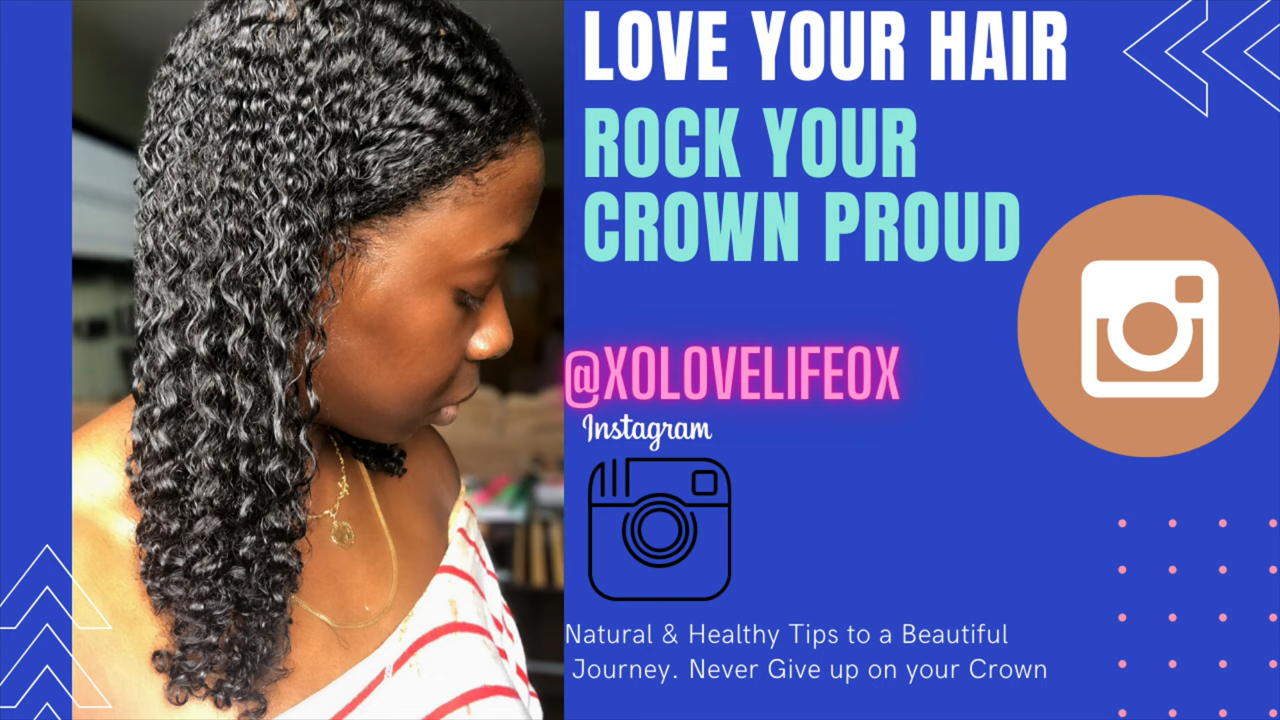 LOVE YOUR HAIR
ROCK YOUR
CROWN PROUD
@XOLOVELIFEOX
Instagram
Natural & Healthy Tips to a Beautiful
Journey. Never Give up on your Crown